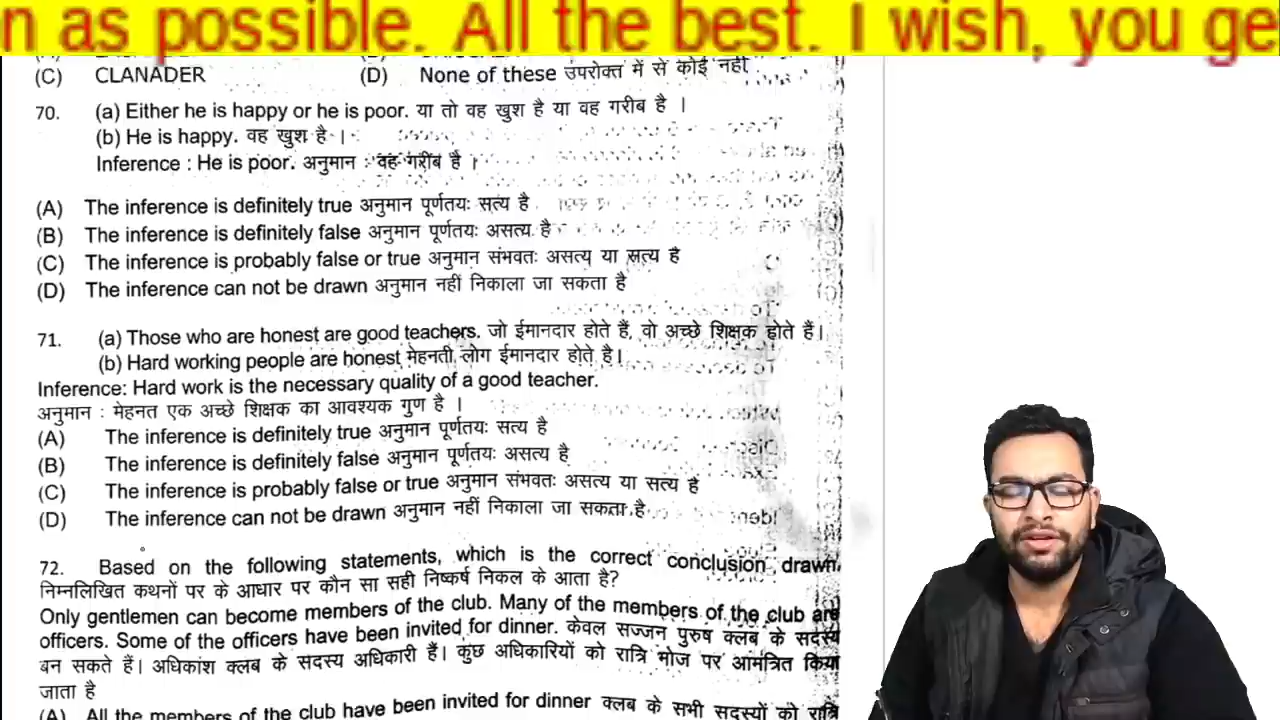 n as possible. All the best. I wish, you ge
(C) CLANADER (D) None of these उपरोक्त में से कोई नहीं
70. (a) Either he is happy or he is poor. या तो वह खुश है या वह गरीब है ।
(b) He is happy. वह खुश है ।
Inference : He is poor. अनुमान : वह गरीब है ।
(A) The inference is definitely true अनुमान पूर्णतयः सत्य है
(B) The inference is definitely false अनुमान पूर्णतयः असत्य है
(C) The inference is probably false or true अनुमान संभवतः असत्य या सत्य है
(D) The inference can not be drawn अनुमान नहीं निकाला जा सकता है
71. (a) Those who are honest are good teachers. जो ईमानदार होते हैं, वो अच्छे शिक्षक होते हैं।
(b) Hard working people are honest मेहनती लोग ईमानदार होते है।
Inference: Hard work is the necessary quality of a good teacher.
अनुमान : मेहनत एक अच्छे शिक्षक का आवश्यक गुण है ।
(A) The inference is definitely true अनुमान पूर्णतयः सत्य है
(B) The inference is definitely false अनुमान पूर्णतयः असत्य है
(C) The inference is probably false or true अनुमान संभवतः असत्य या सत्य है
(D) The inference can not be drawn अनुमान नहीं निकाला जा सकता है
72. Based on the following statements, which is the correct conclusion drawn.
निम्नलिखित कथनों पर के आधार पर कौन सा सही निष्कर्ष निकल के आता है?
Only gentlemen can become members of the club. Many of the members of the club are
officers. Some of the officers have been invited for dinner. केवल सज्जन पुरुष क्लब के सदस्य
बन सकते हैं। अधिकांश क्लब के सदस्य अधिकारी हैं। कुछ अधिकारियों को रात्रि भोज पर आमंत्रित किया
जाता है
(A) All the members of the club have been invited for dinner क्लब के सभी सदस्यों को रात्रि